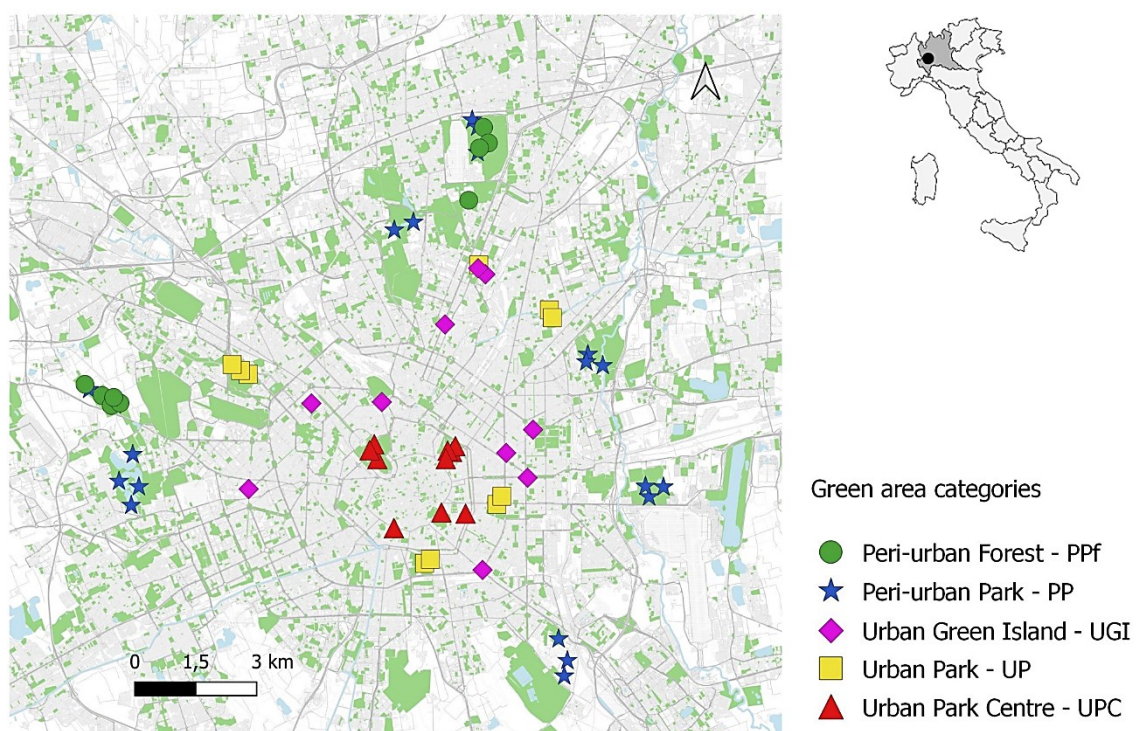 Green area categories
Peri-urban Forest - PPf
Peri-urban Park - PP
Urban Green Island - UGI
Urban Park - UP
Urban Park Centre - UPC
0 1,5 3 km